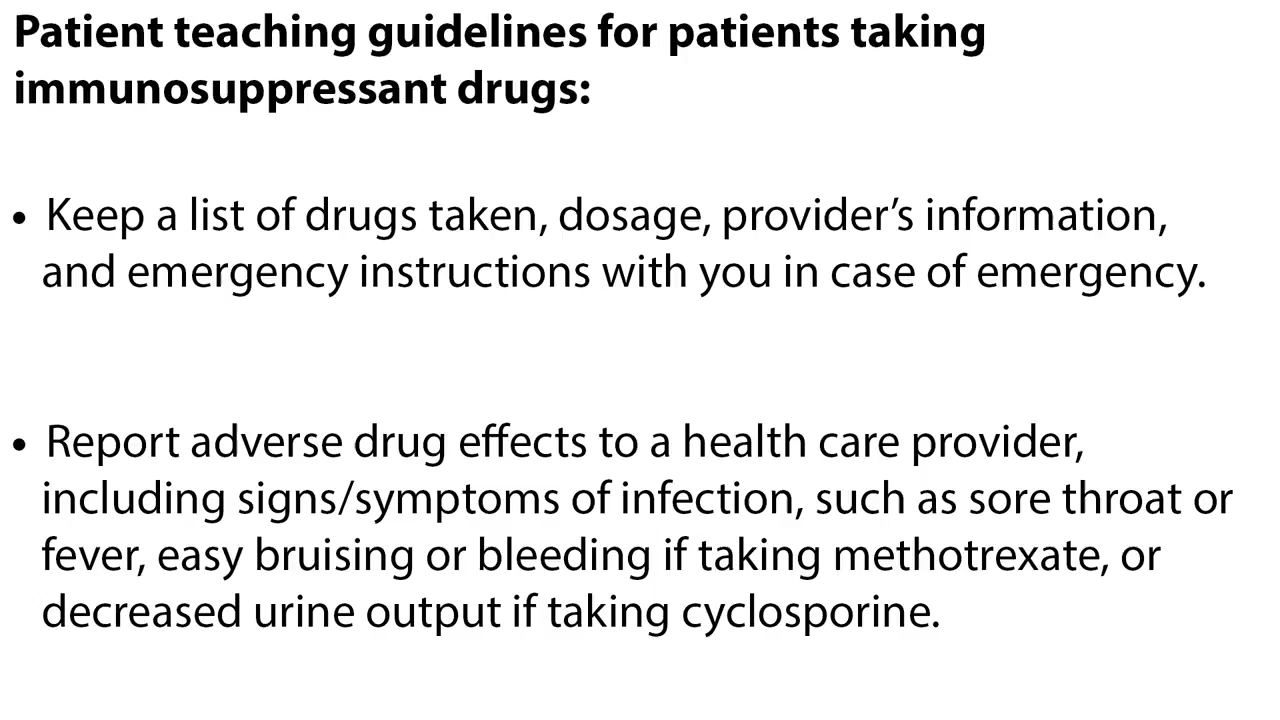 Patient teaching guidelines for patients taking
immunosuppressant drugs:
• Keep a list of drugs taken, dosage, provider’s information,
and emergency instructions with you in case of emergency.
• Report adverse drug effects to a health care provider,
including signs/symptoms of infection, such as sore throat or
fever, easy bruising or bleeding if taking methotrexate, or
decreased urine output if taking cyclosporine.